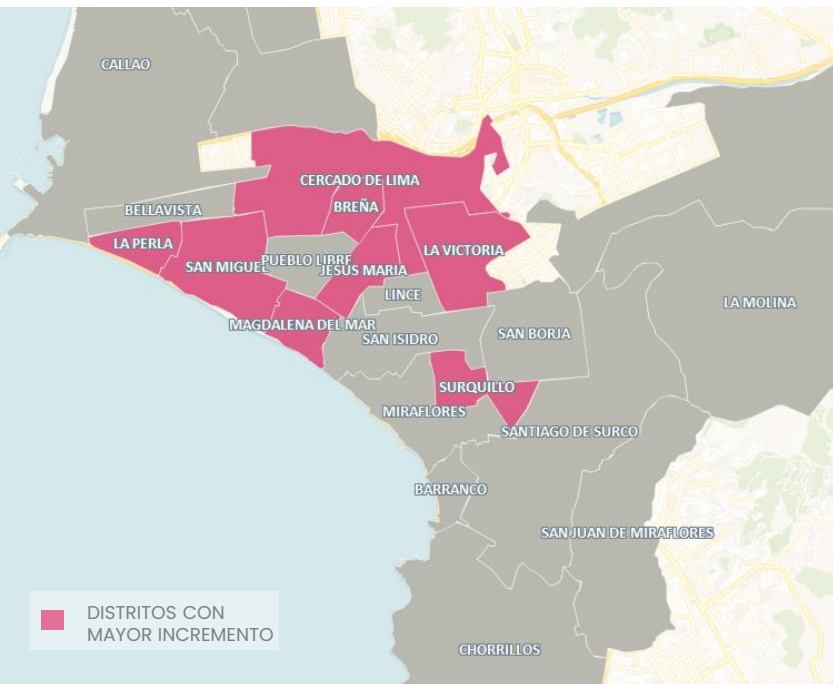 CALLAO
CERCADO DE LIMA
BREÑA
BELLAVISTA
LA PERLA
LA VICTORIA
PUEBLO LIBRE
SAN MIGUEL
JESUS MARIA
LINCE
LA MOLINA
MAGDALENA DEL MAR
SAN ISIDRO
SAN BORJA
SURQUILLO
MIRAFLORES
SANTIAGO DE SURCO
BARRANCO
SAN JUAN DE MIRAFLORES
DISTRITOS CON
MAYOR INCREMENTO
CHORRILLOS